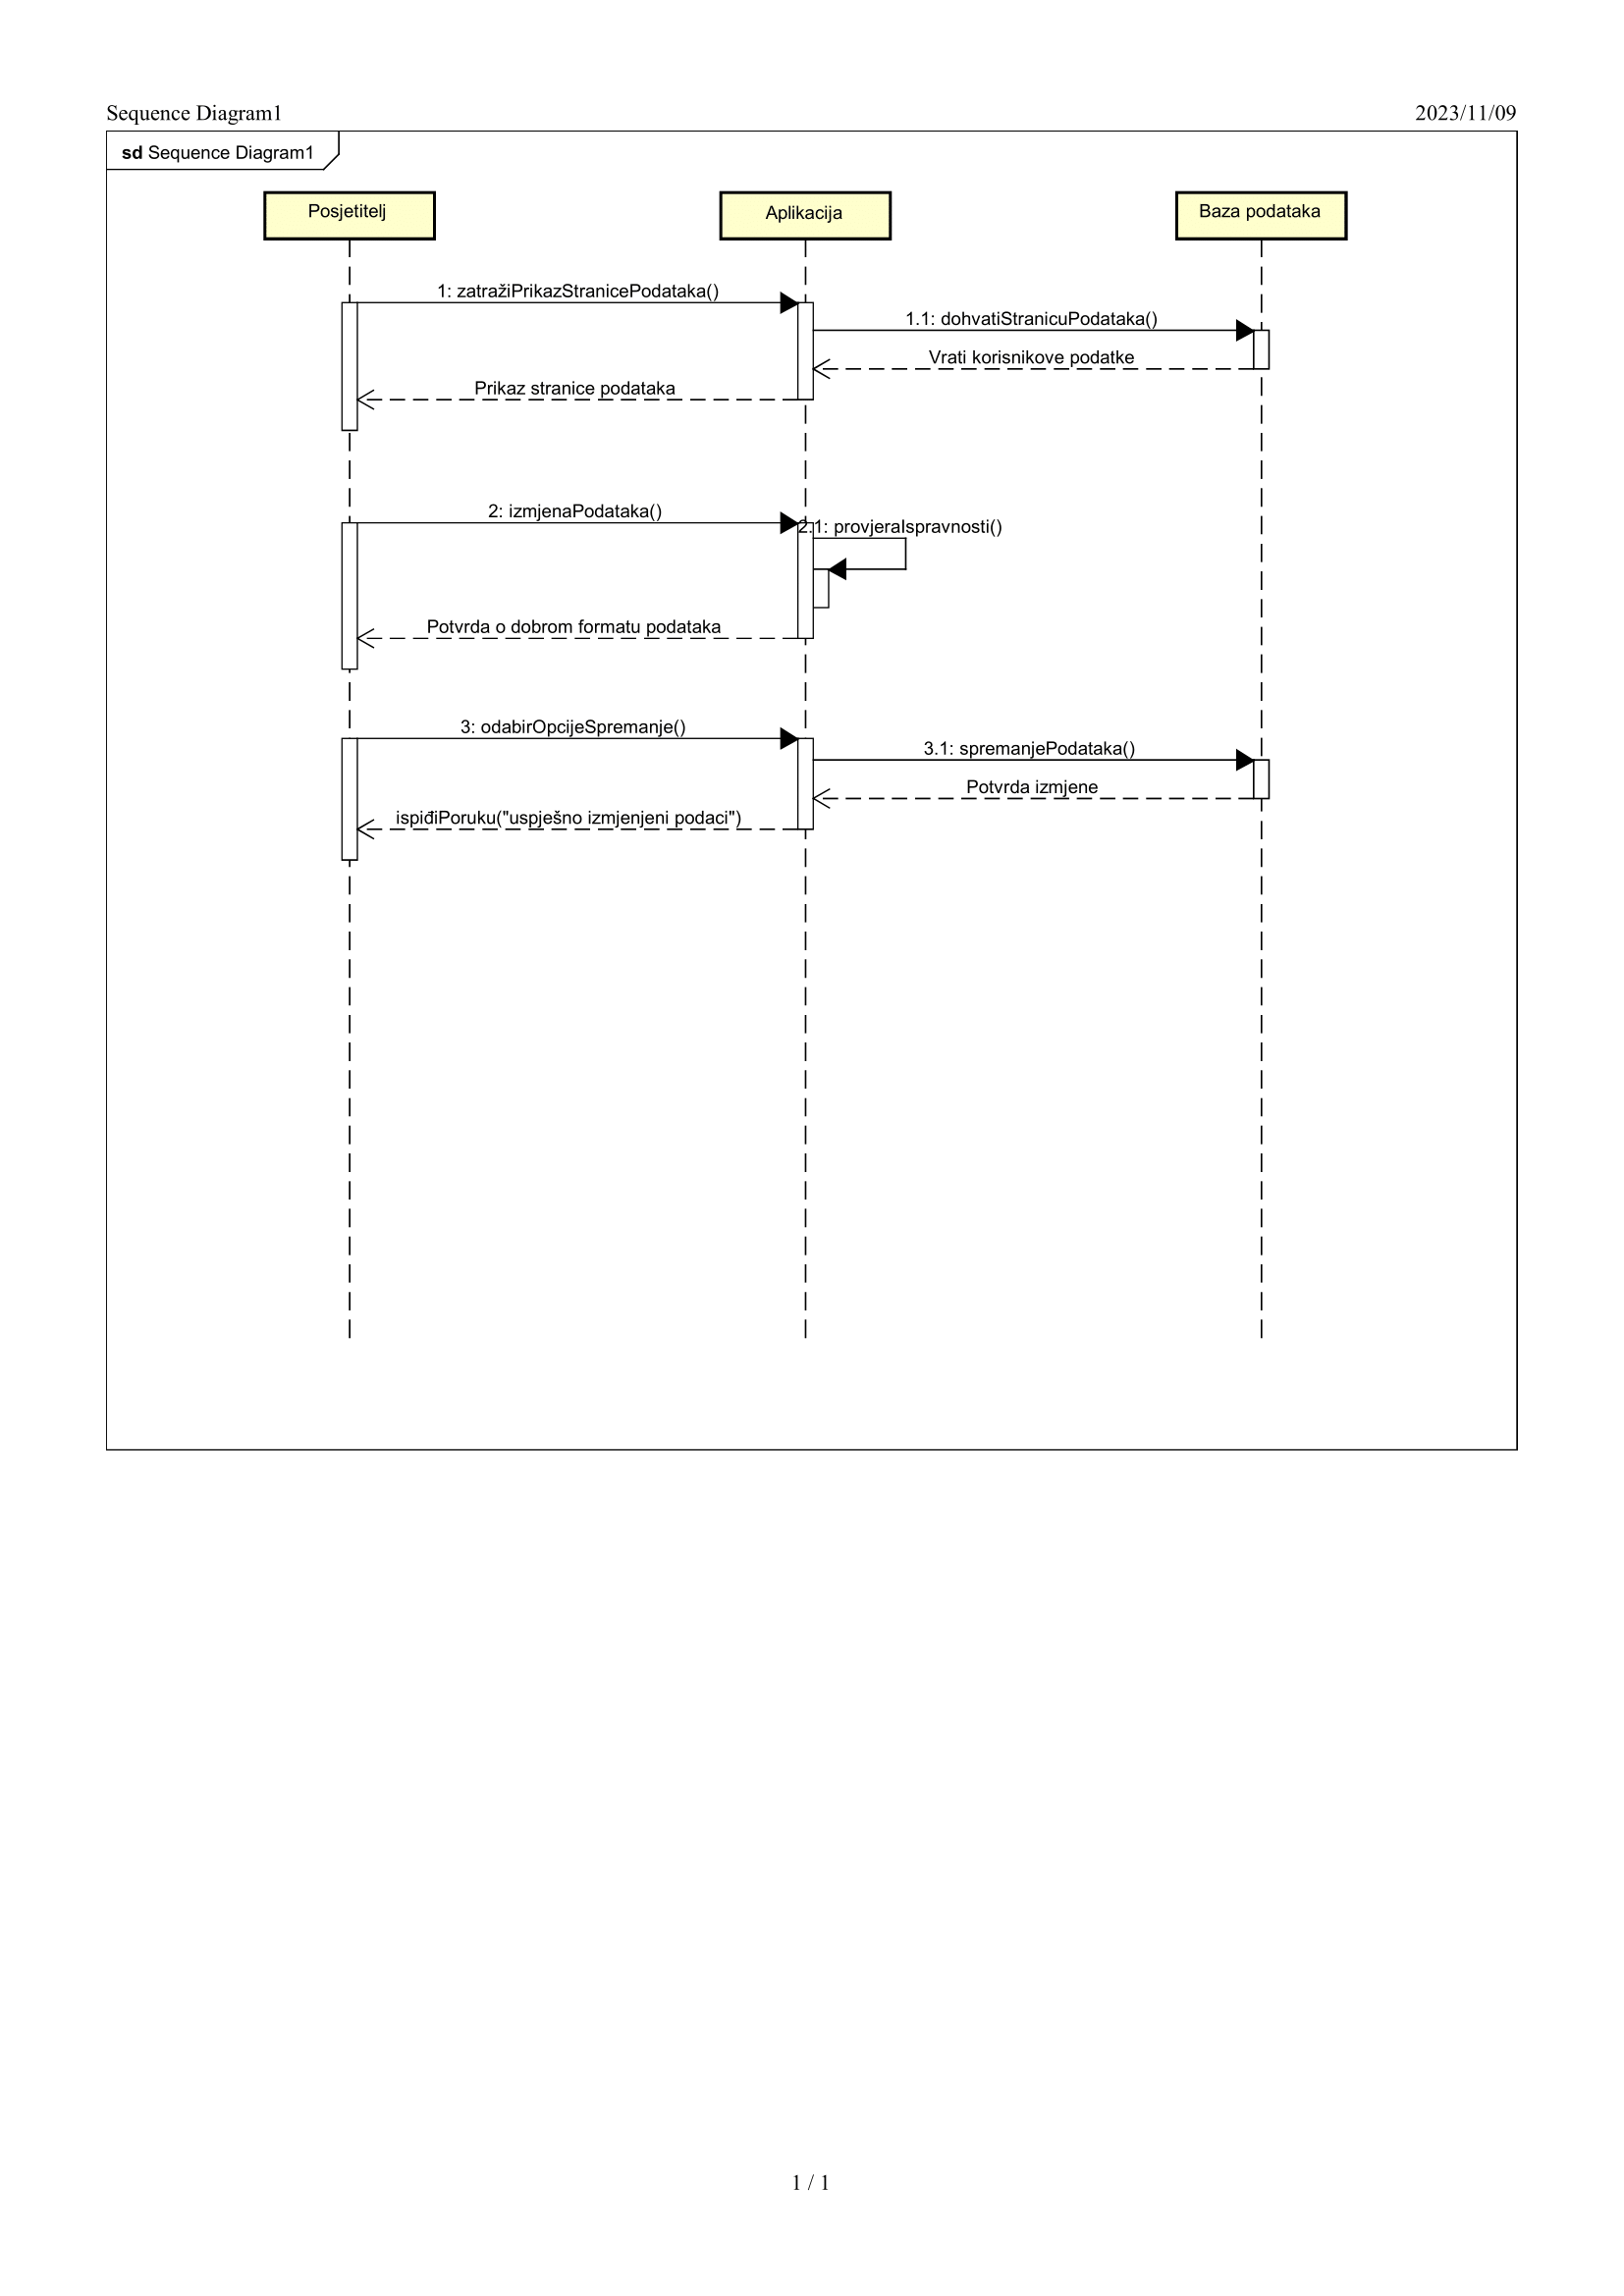 Sequence Diagram1
2023/11/09
sd Sequence Diagram1
Posjetitelj
Aplikacija
Baza podataka
1: zatražiPrikazStranicePodataka()
1.1: dohvatiStranicuPodataka()
Vrati korisnikove podatke
Prikaz stranice podataka
2: izmjenaPodataka()
2.1: provjeraIspravnosti()
Potvrda o dobrom formatu podataka
3: odabirOpcijeSpremanje()
3.1: spremanjePodataka()
Potvrda izmjene
ispiđiPoruku("uspješno izmjenjeni podaci")
1 / 1